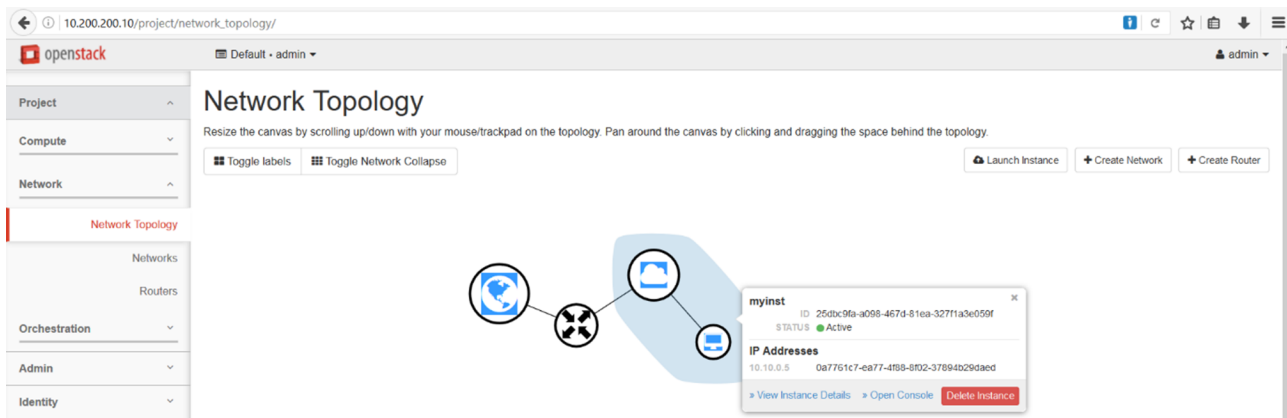 10.200.200.10/project/network_topology/
openstack
Default • admin
admin
Project
Compute
Network
Network Topology
Networks
Routers
Orchestration
Admin
Identity
Network Topology
Resize the canvas by scrolling up/down with your mouse/trackpad on the topology. Pan around the canvas by clicking and dragging the space behind the topology.
Toggle labels
Toggle Network Collapse
Launch Instance
Create Network
Create Router
myinst
ID 25dbc9fa-a098-467d-81ea-327f1a3e059f
STATUS Active
IP Addresses
10.10.0.5 0a7761c7-ea77-4f88-8f02-37894b29daed
» View Instance Details » Open Console Delete Instance